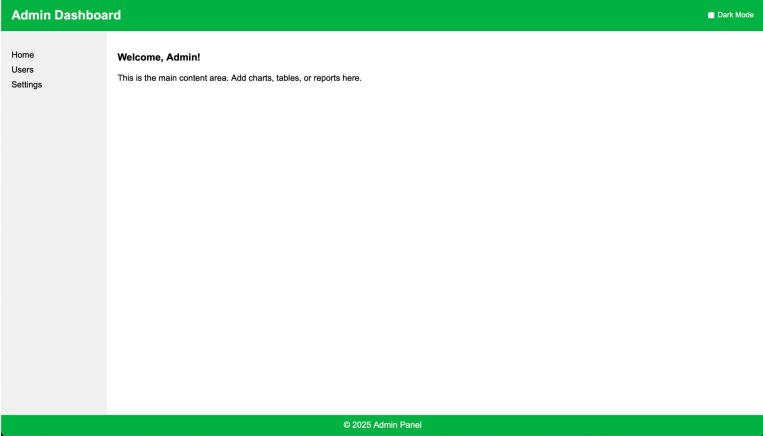 Admin Dashboard
Dark Mode
Home
Users
Settings
Welcome, Admin!
This is the main content area. Add charts, tables, or reports here.
© 2025 Admin Panel